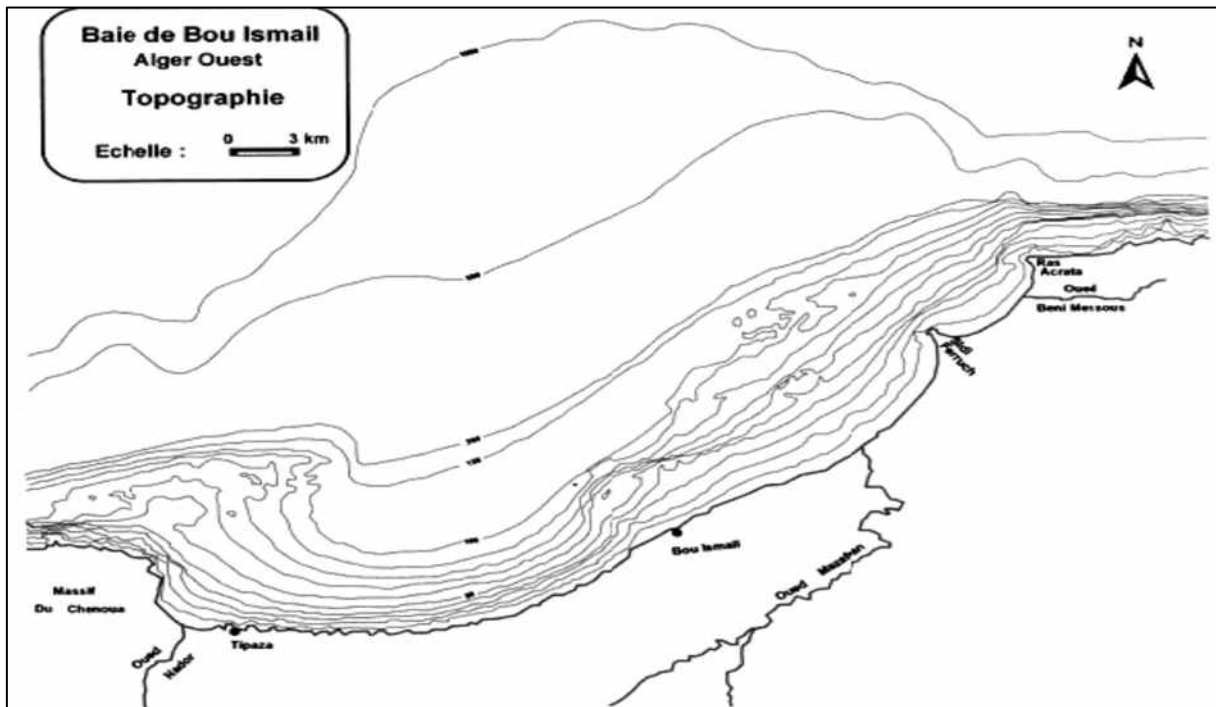 Baie de Bou Ismail
Alger Ouest
Topographie
Echelle :
0 3 km
N
Ras
Acrata
Oued
Beni Messous
Sidi
Ferruch
Bou Ismail
Oued Mazafran
Massif
Du Chenoua
Tipaza
Oued
Nador